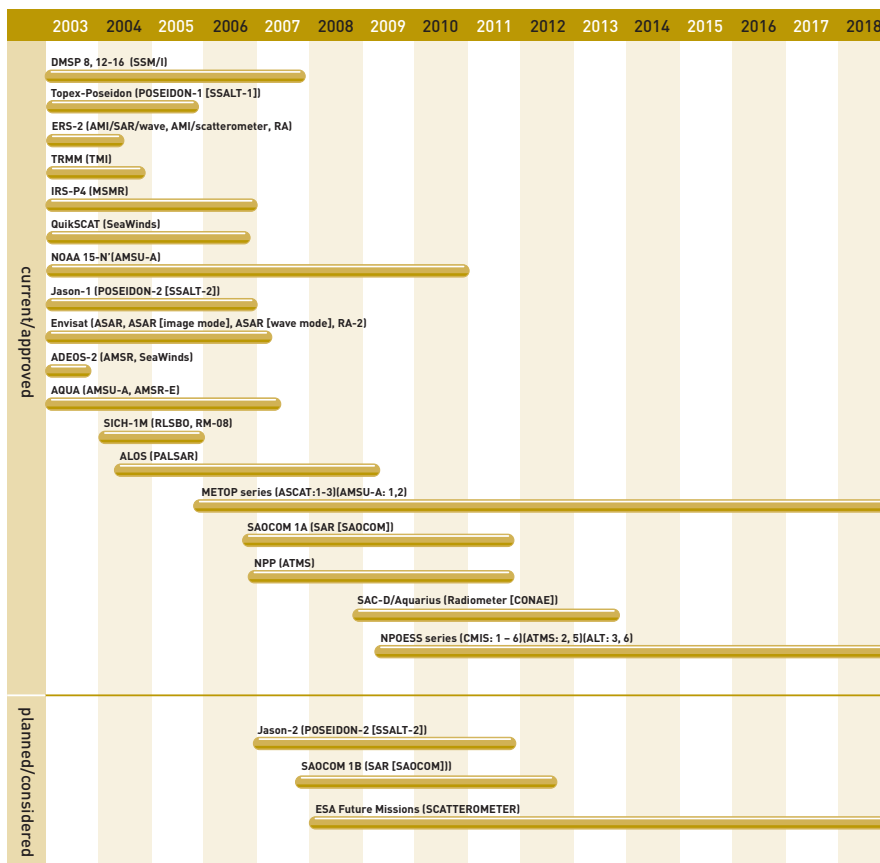 2003 2004 2005 2006 2007 2008 2009 2010 2011 2012 2013 2014 2015 2016 2017 2018
current/approved
DMSP 8, 12-16 (SSM/I)
Topex-Poseidon (POSEIDON-1 [SSALT-1])
ERS-2 (AMI/SAR/wave, AMI/scatterometer, RA)
TRMM (TMI)
IRS-P4 (MSMR)
QuikSCAT (SeaWinds)
NOAA 15-N'(AMSU-A)
Jason-1 (POSEIDON-2 [SSALT-2])
Envisat (ASAR, ASAR [image mode], ASAR [wave mode], RA-2)
ADEOS-2 (AMSR, SeaWinds)
AQUA (AMSU-A, AMSR-E)
SICH-1M (RLSBO, RM-08)
ALOS (PALSAR)
METOP series (ASCAT:1-3)(AMSU-A: 1,2)
SAOCOM 1A (SAR [SAOCOM])
NPP (ATMS)
SAC-D/Aquarius (Radiometer [CONAE])
NPOESS series (CMIS: 1 – 6)(ATMS: 2, 5)(ALT: 3, 6)
planned/considered
Jason-2 (POSEIDON-2 [SSALT-2])
SAOCOM 1B (SAR [SAOCOM]))
ESA Future Missions (SCATTEROMETER)